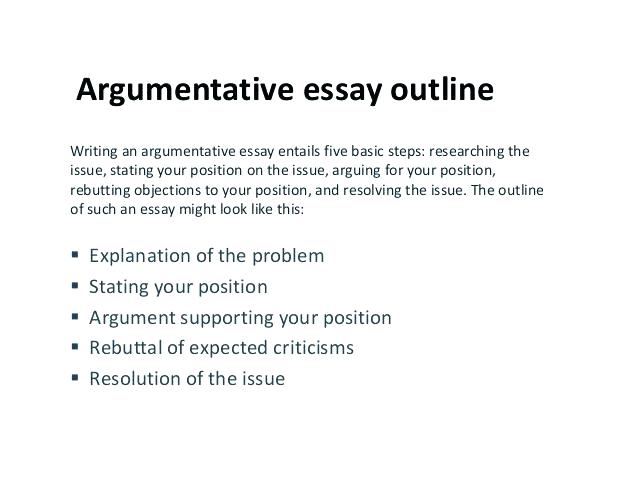 Argumentative essay outline
Writing an argumentative essay entails five basic steps: researching the
issue, stating your position on the issue, arguing for your position,
rebutting objections to your position, and resolving the issue. The outline
of such an essay might look like this:
▪ Explanation of the problem
▪ Stating your position
▪ Argument supporting your position
▪ Rebuttal of expected criticisms
▪ Resolution of the issue